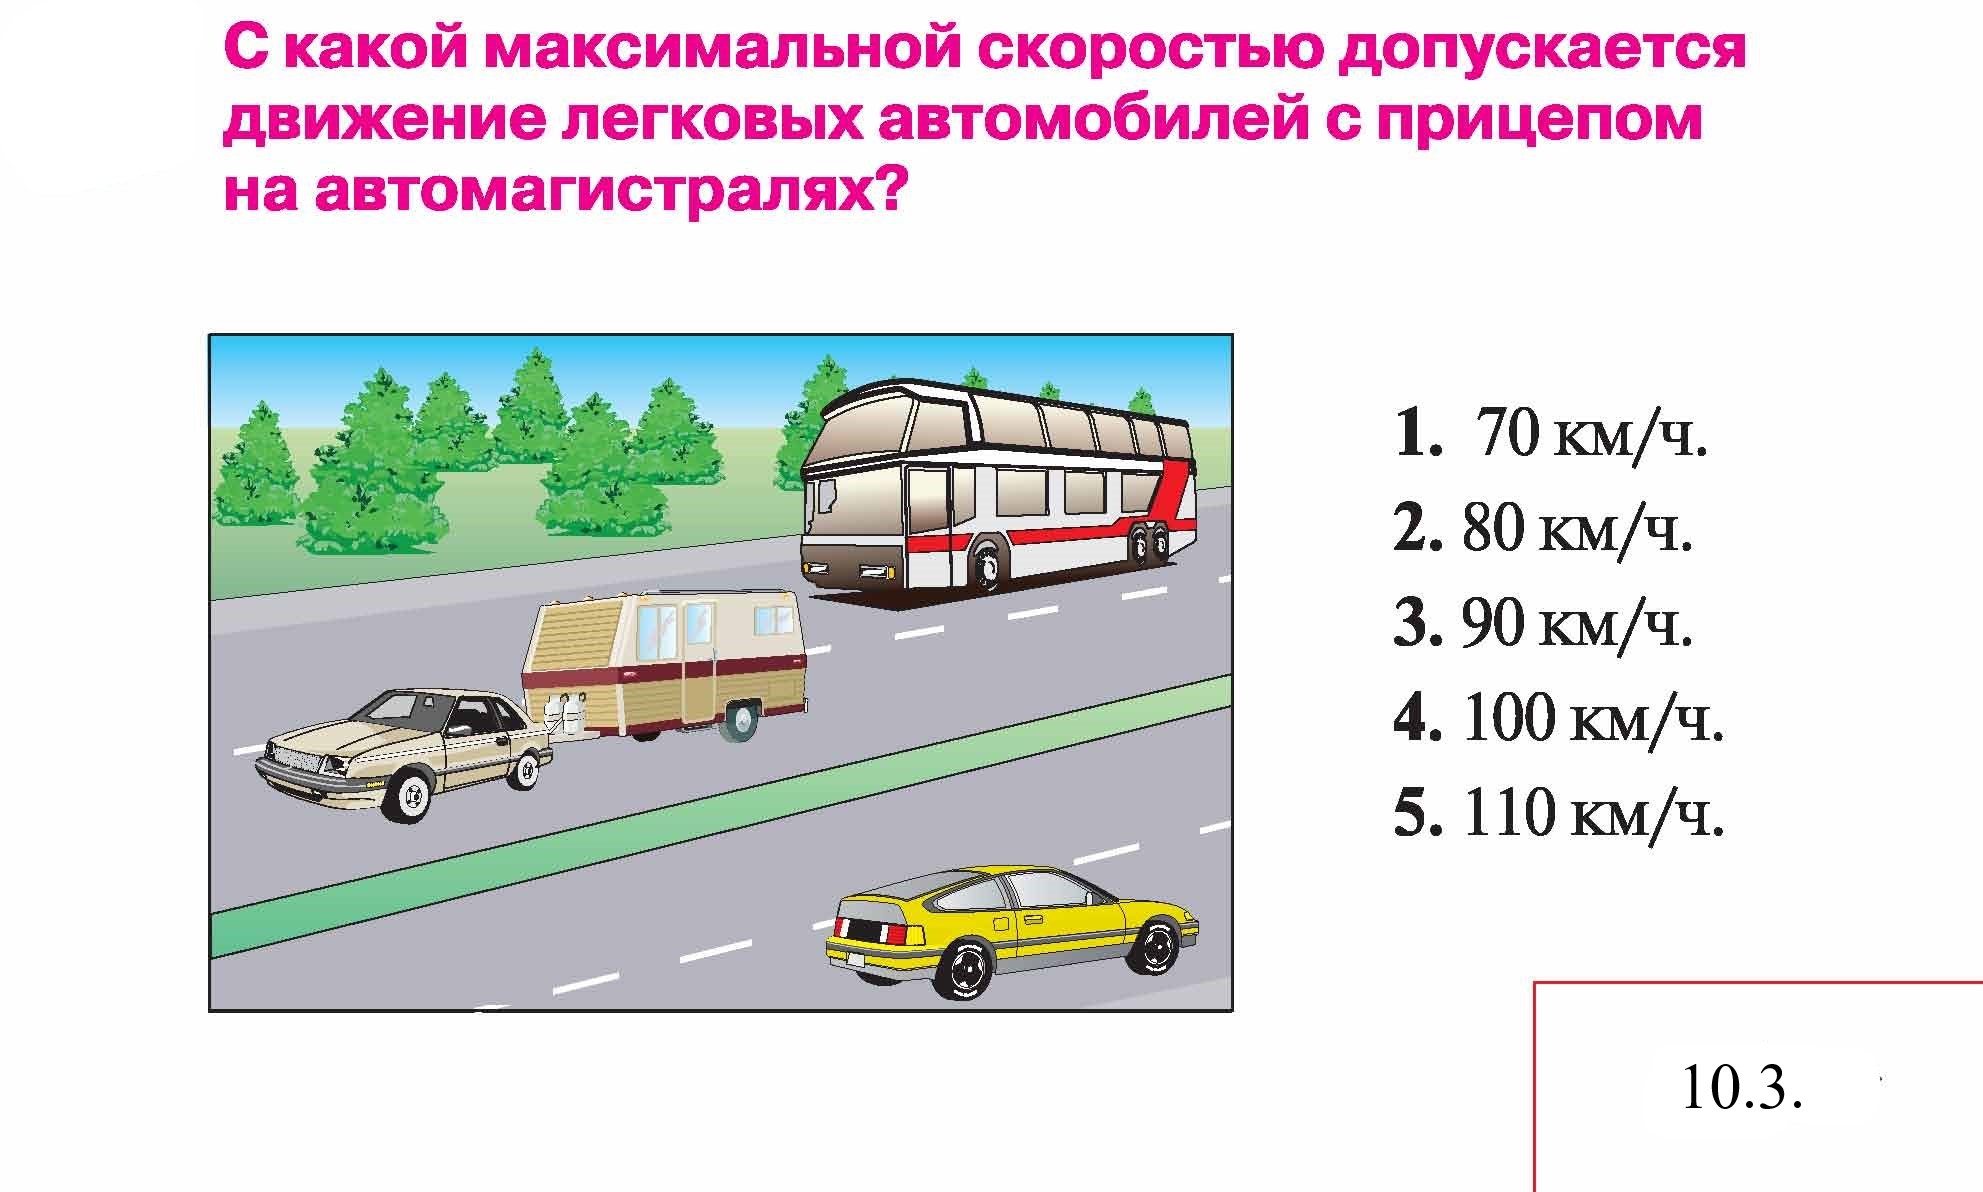 С какой максимальной скоростью допускается
движение легковых автомобилей с прицепом
на автомагистралях?
1. 70 км/ч.
2. 80 км/ч.
3. 90 км/ч.
4. 100 км/ч.
5. 110 км/ч.
10.3.